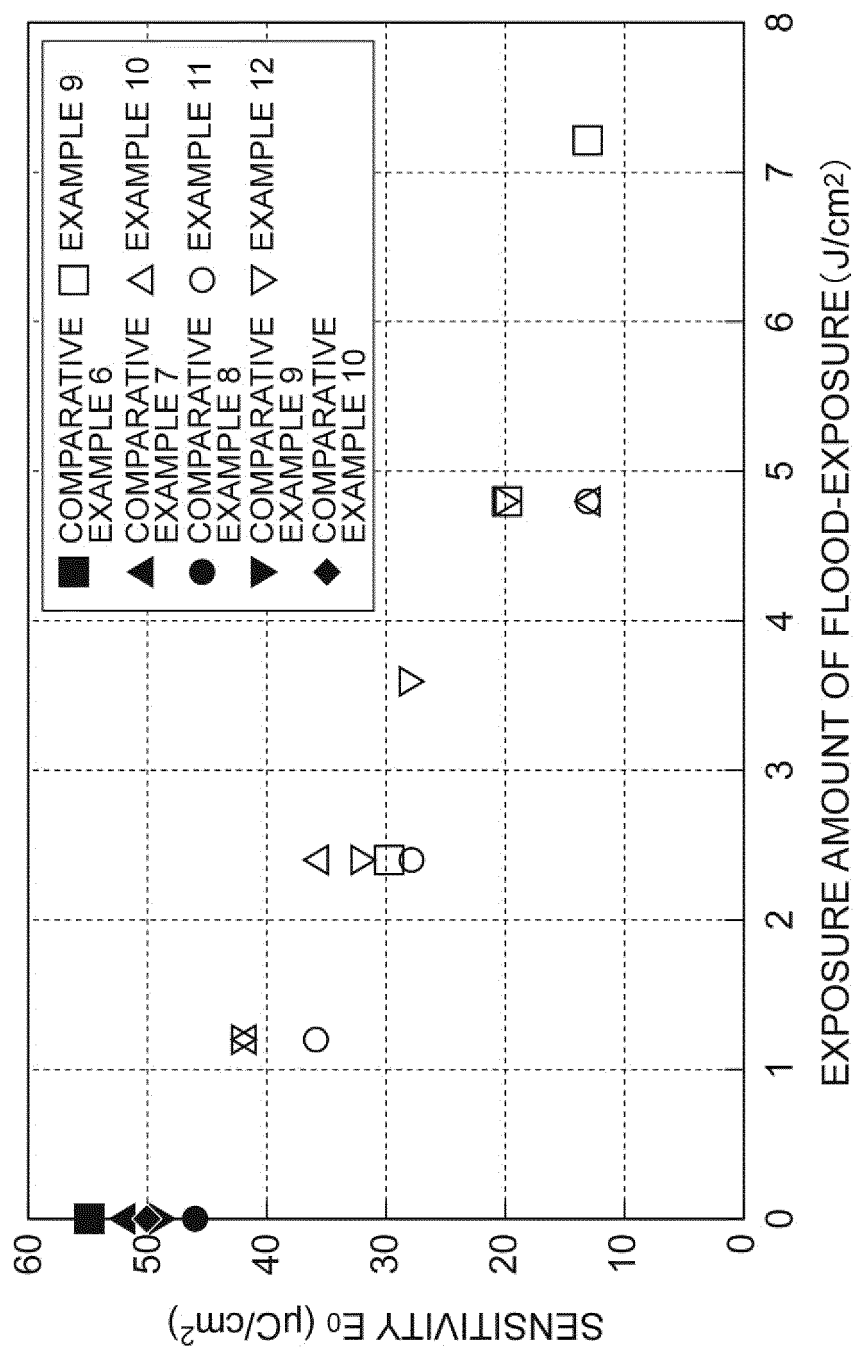 SENSITIVITY E0 (μC/cm2)
60
50
40
30
20
10
0
COMPARATIVE EXAMPLE 6
EXAMPLE 9
COMPARATIVE EXAMPLE 7
EXAMPLE 10
COMPARATIVE EXAMPLE 8
EXAMPLE 11
COMPARATIVE EXAMPLE 9
EXAMPLE 12
COMPARATIVE EXAMPLE 10
0 1 2 3 4 5 6 7 8
EXPOSURE AMOUNT OF FLOOD-EXPOSURE (J/cm2)